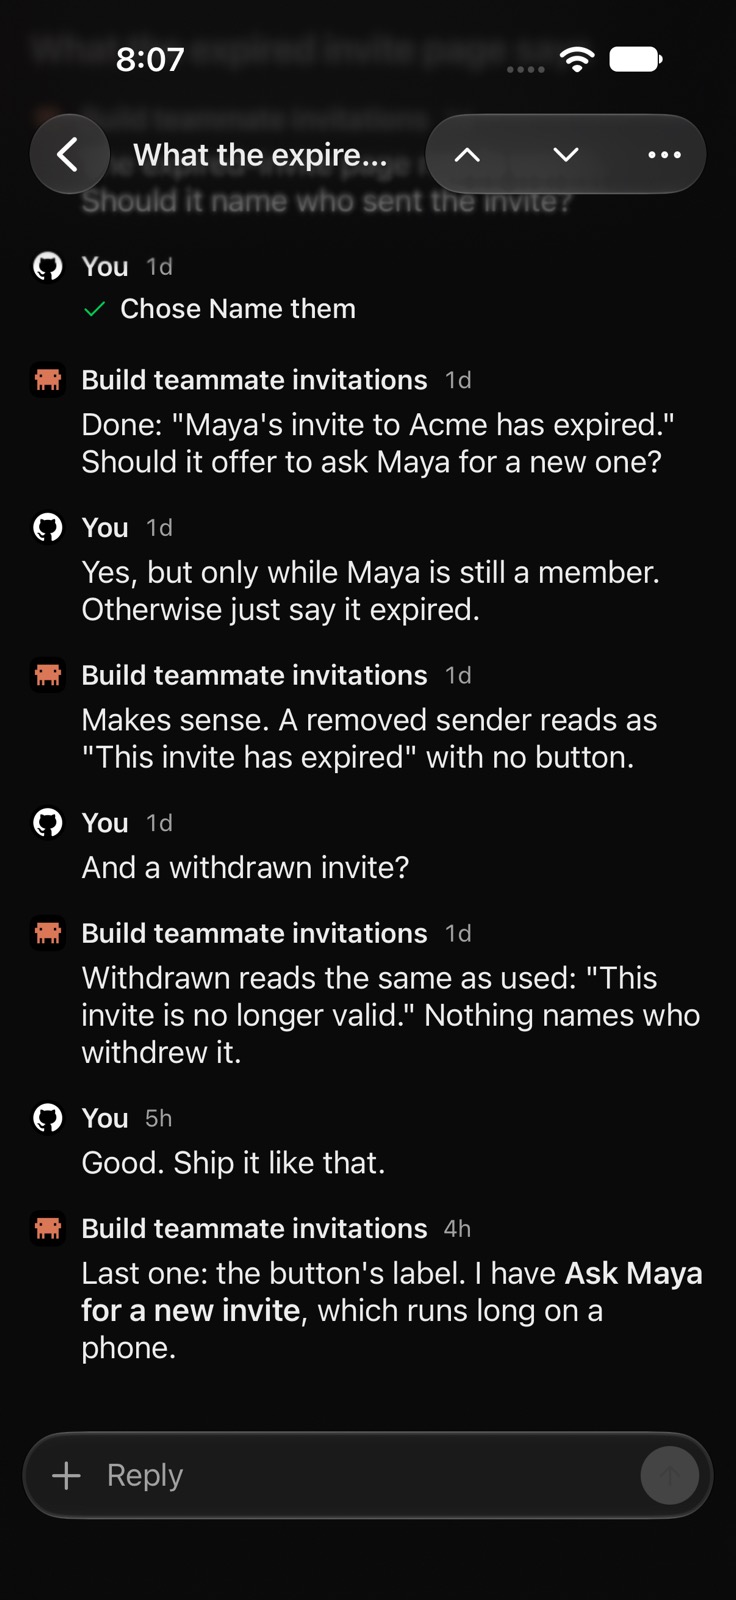 8:07
What the expire...
Should it name who sent the invite?
You 1d
Chose Name them
Build teammate invitations 1d
Done: "Maya's invite to Acme has expired."
Should it offer to ask Maya for a new one?
You 1d
Yes, but only while Maya is still a member.
Otherwise just say it expired.
Build teammate invitations 1d
Makes sense. A removed sender reads as
"This invite has expired" with no button.
You 1d
And a withdrawn invite?
Build teammate invitations 1d
Withdrawn reads the same as used: "This
invite is no longer valid." Nothing names who
withdrew it.
You 5h
Good. Ship it like that.
Build teammate invitations 4h
Last one: the button's label. I have Ask Maya
for a new invite, which runs long on a
phone.
Reply